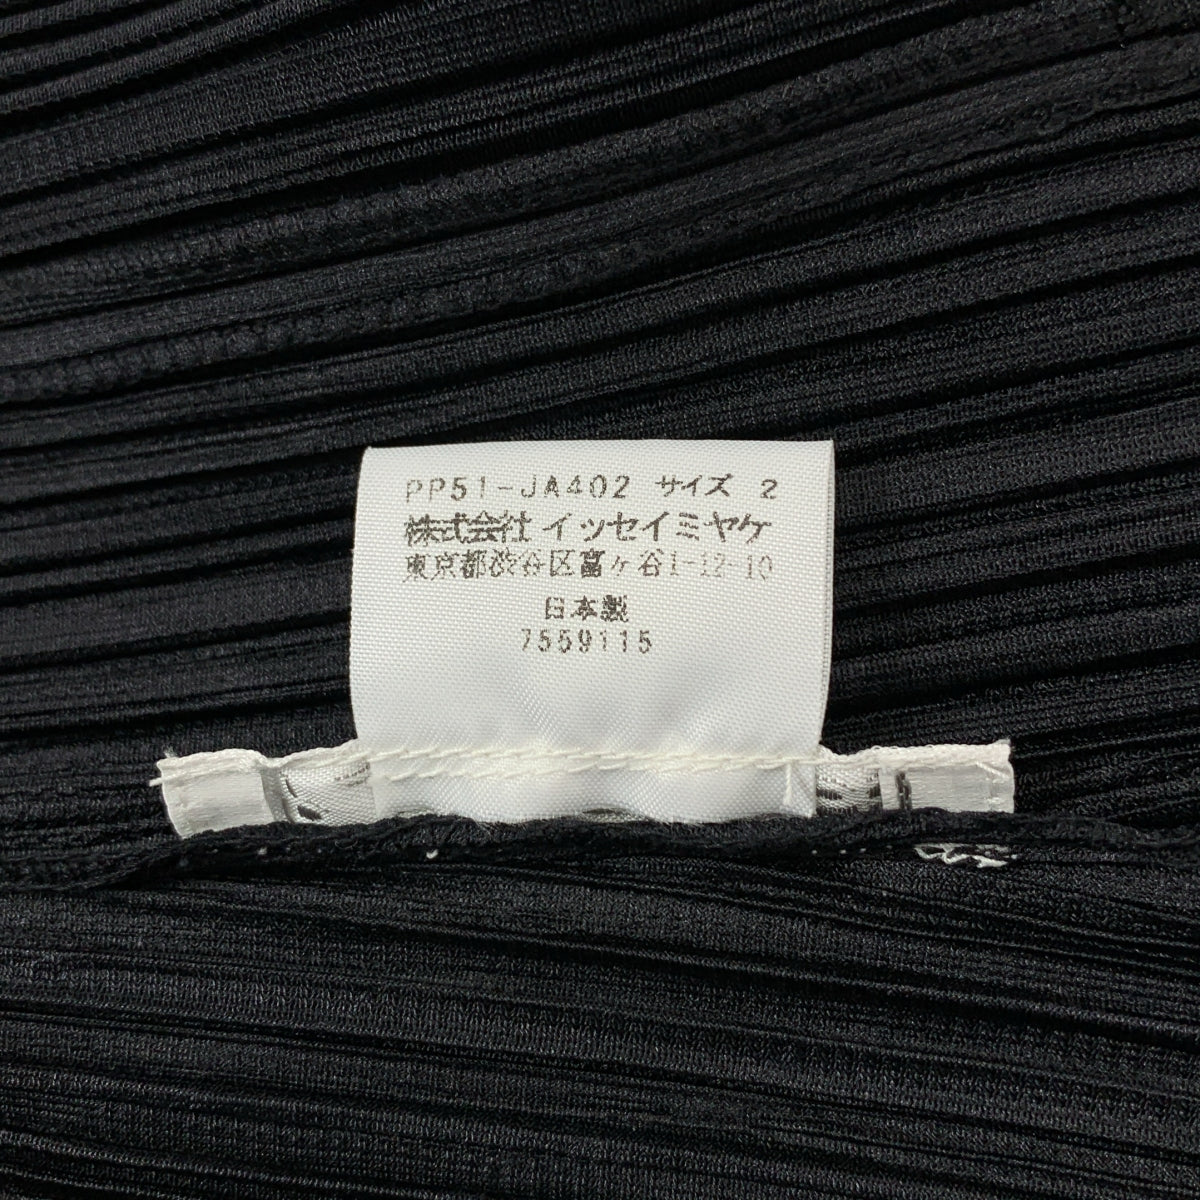 PP51-JA402 サイズ 2
株式会社 イッセイミヤケ
東京都渋谷区富ヶ谷1-12-10
日本製
7559115